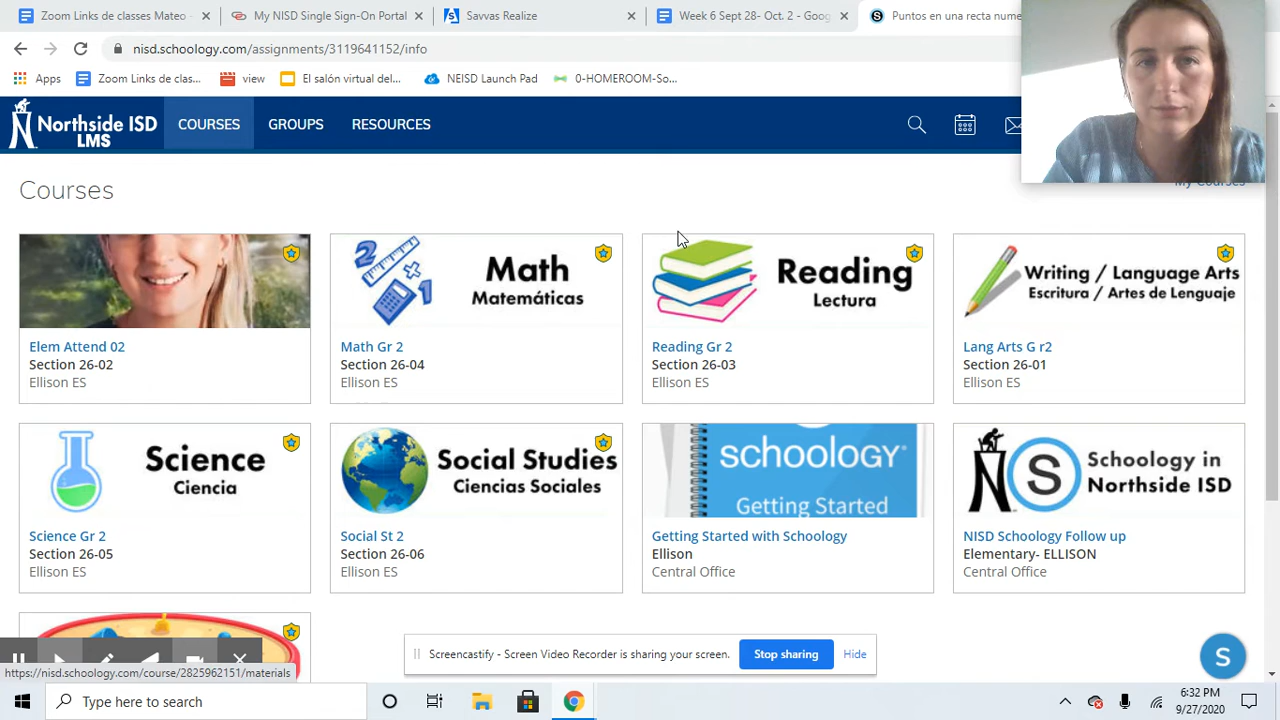 Zoom Links de classes Mateo
My NISD Single Sign-On Portal
Savvas Realize
Week 6 Sept 28- Oct. 2 - Goog
Puntos en una recta nume
nisd.schoology.com/assignments/3119641152/info
Apps
Zoom Links de clas...
view
El salón virtual del...
NEISD Launch Pad
0-HOMEROOM-So...
Northside ISD
LMS
COURSES
GROUPS
RESOURCES
Courses
My Courses
Math
Matemáticas
Reading
Lectura
Writing / Language Arts
Escritura / Artes de Lenguaje
Elem Attend 02
Section 26-02
Ellison ES
Math Gr 2
Section 26-04
Ellison ES
Reading Gr 2
Section 26-03
Ellison ES
Lang Arts G r2
Section 26-01
Ellison ES
Science
Ciencia
Social Studies
Ciencias Sociales
schoology
Getting Started
Schoology in
Northside ISD
Science Gr 2
Section 26-05
Ellison ES
Social St 2
Section 26-06
Ellison ES
Getting Started with Schoology
Ellison
Central Office
NISD Schoology Follow up
Elementary- ELLISON
Central Office
Screencastify - Screen Video Recorder is sharing your screen.
Stop sharing
Hide
S
https://nisd.schoology.com/course/2825962151/materials
Type here to search
6:32 PM
9/27/2020